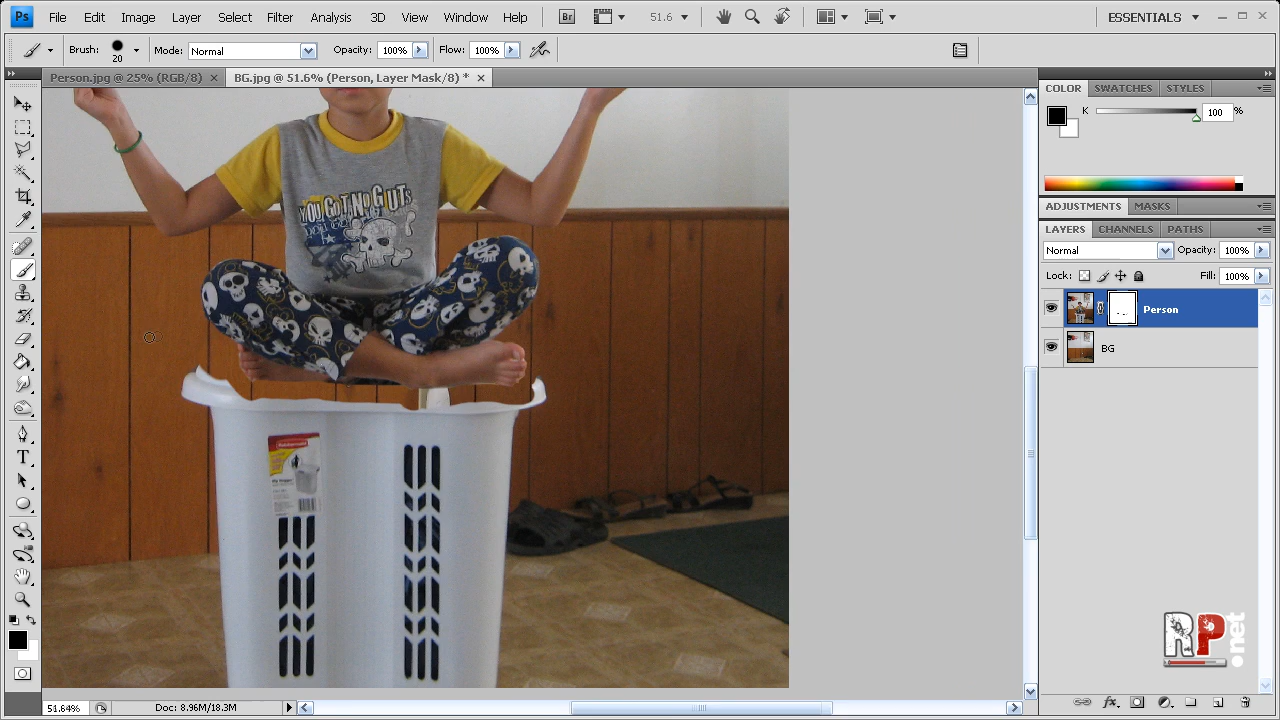 Ps File Edit Image Layer Select Filter Analysis 3D View Window Help Br 51.6 ESSENTIALS
Brush: 20 Mode: Normal Opacity: 100% Flow: 100%
Person.jpg @ 25% (RGB/8) BG.jpg @ 51.6% (Person, Layer Mask/8) *
COLOR SWATCHES STYLES
K 100 %
ADJUSTMENTS MASKS
LAYERS CHANNELS PATHS
Normal Opacity: 100%
Lock: Fill: 100%
Person
BG
YOU GOT NO GUTS
T
RP.net
51.64% Doc: 8.96M/18.3M
fx